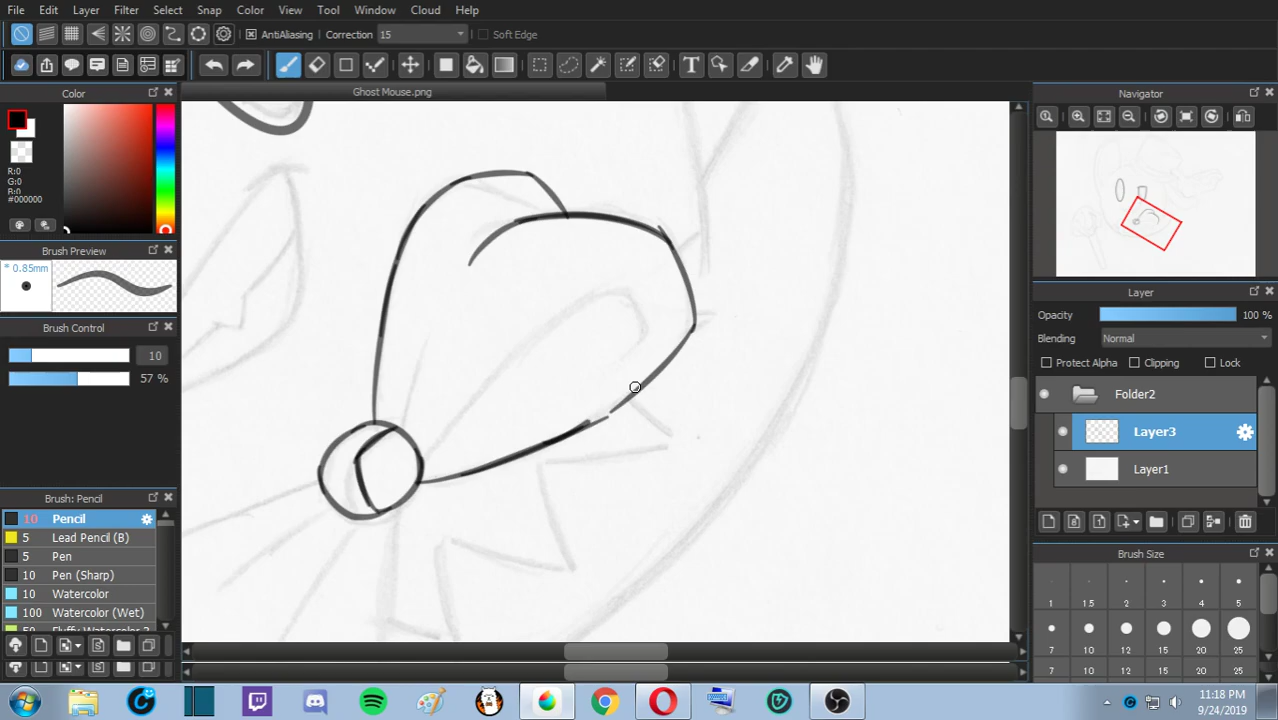 File Edit Layer Filter Select Snap Color View Tool Window Cloud Help
AntiAliasing Correction 15 Soft Edge
T
Ghost Mouse.png
Color
R:0
G:0
B:0
#000000
Brush Preview
* 0.85mm
Brush Control
10
57 %
Brush: Pencil
10 Pencil
5 Lead Pencil (B)
5 Pen
10 Pen (Sharp)
10 Watercolor
100 Watercolor (Wet)
50 Fluffy Watercolor 2
Navigator
Layer
Opacity 100 %
Blending Normal
Protect Alpha Clipping Lock
Folder2
Layer3
Layer1
Brush Size
1 1.5 2 3 4 5
7 10 12 15 20 25
7 10 12 15 20 25
11:18 PM
9/24/2019